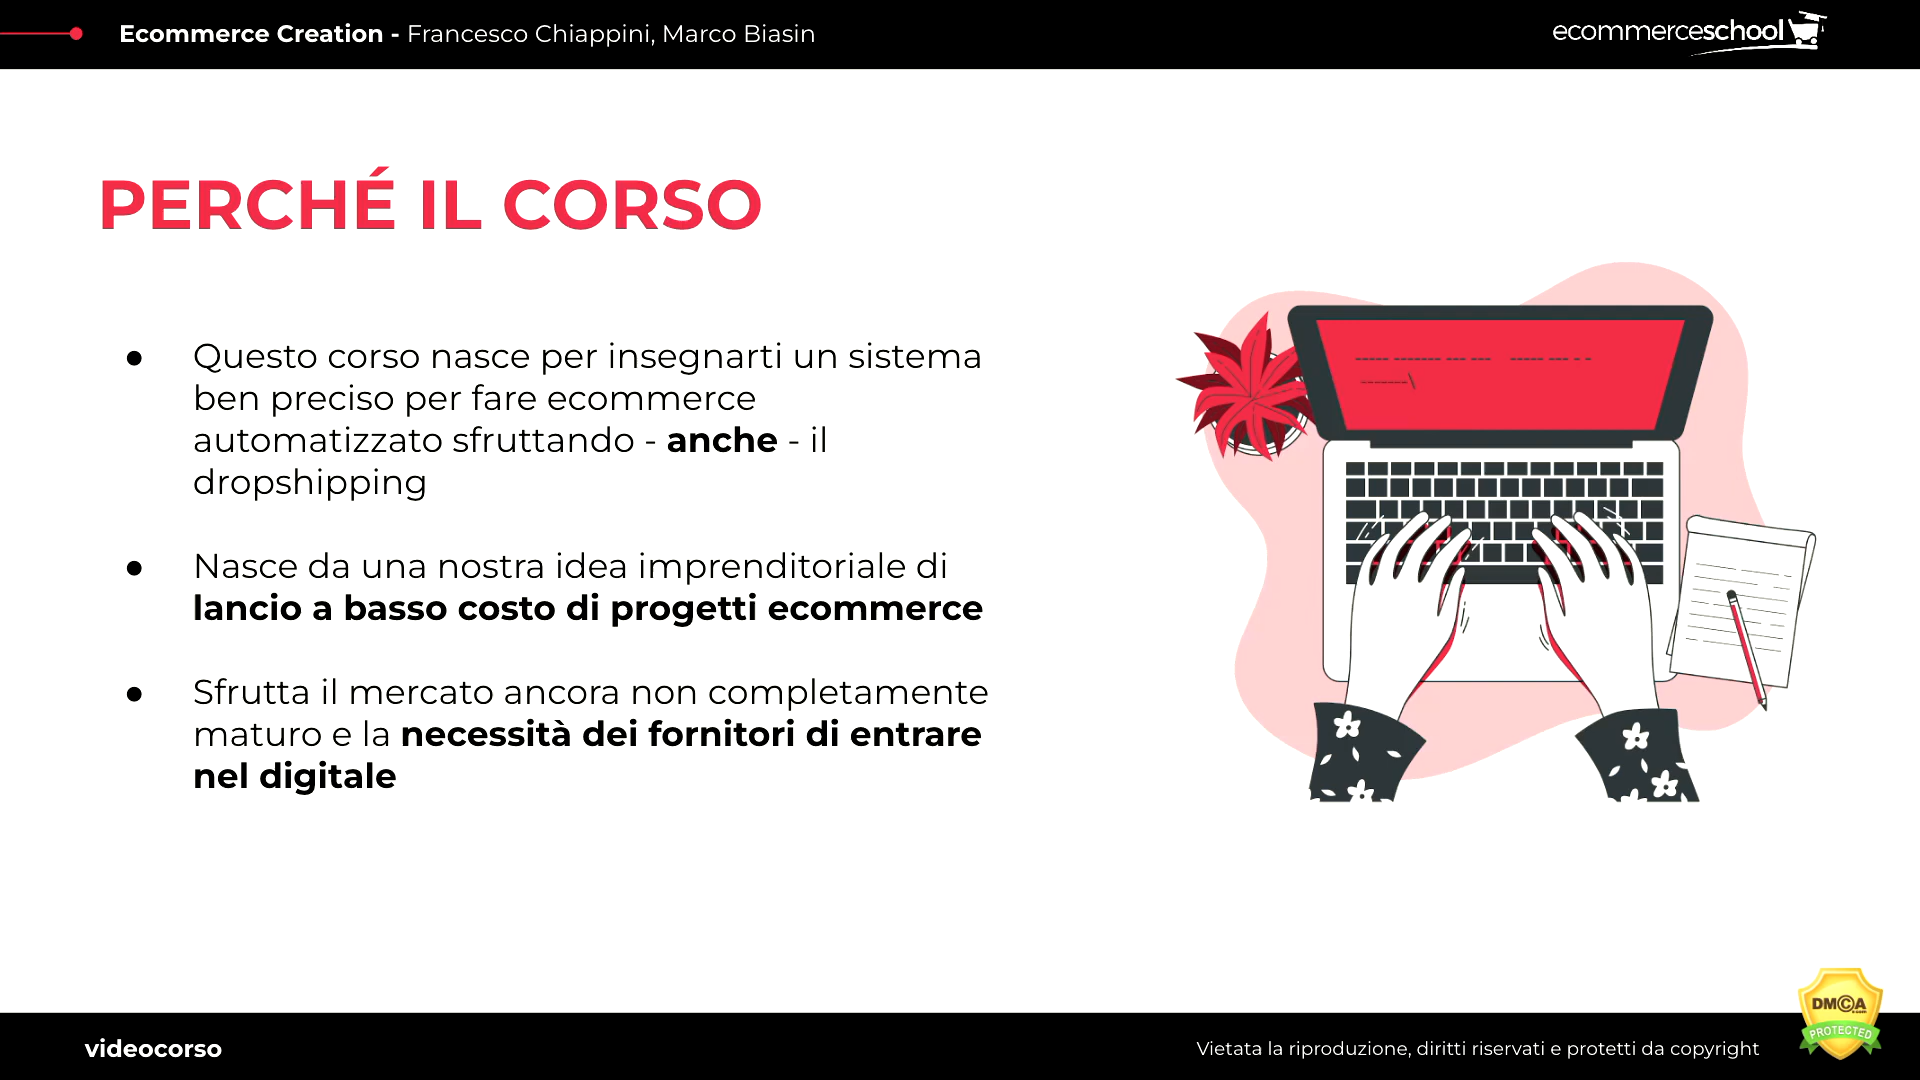 Ecommerce Creation - Francesco Chiappini, Marco Biasin
ecommerceschool
PERCHÉ IL CORSO
● Questo corso nasce per insegnarti un sistema
ben preciso per fare ecommerce
automatizzato sfruttando - anche - il
dropshipping
● Nasce da una nostra idea imprenditoriale di
lancio a basso costo di progetti ecommerce
● Sfrutta il mercato ancora non completamente
maturo e la necessità dei fornitori di entrare
nel digitale
videocorso
Vietata la riproduzione, diritti riservati e protetti da copyright
DMCA
PROTECTED